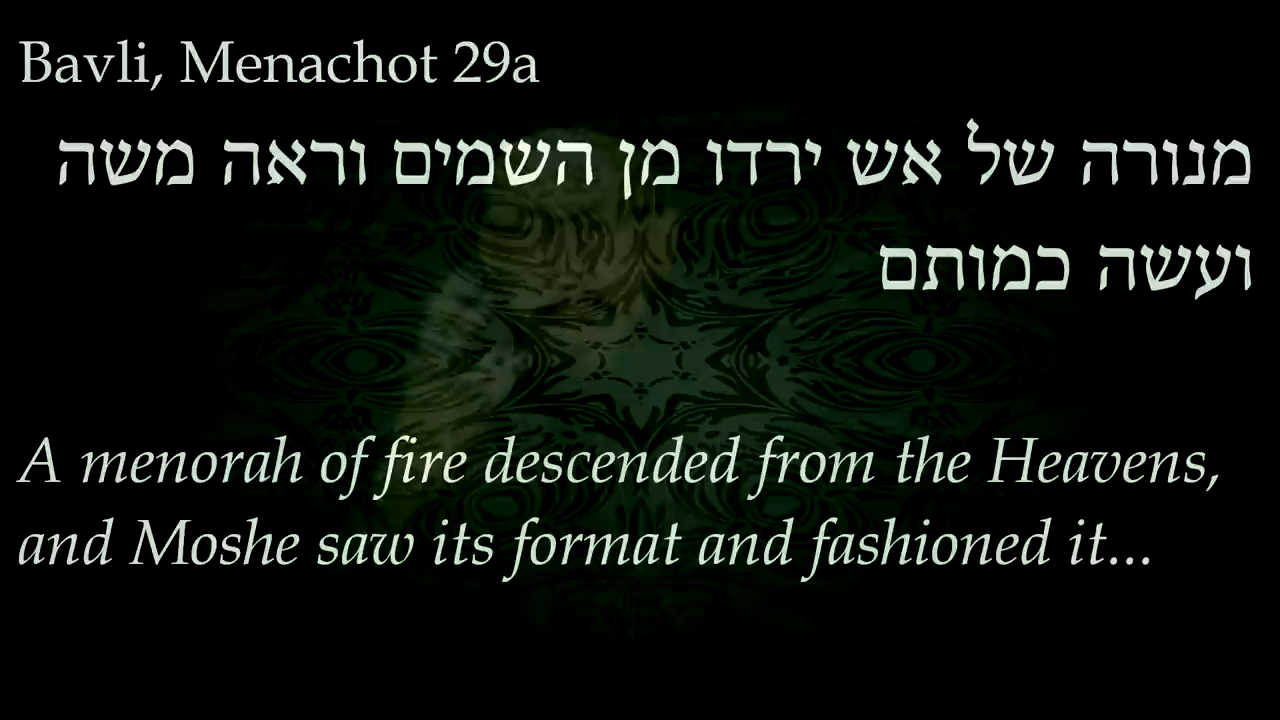 Bavli, Menachot 29a
מנורה של אש ירדו מן השמים וראה משה
ועשה כמותם
A menorah of fire descended from the Heavens,
and Moshe saw its format and fashioned it...